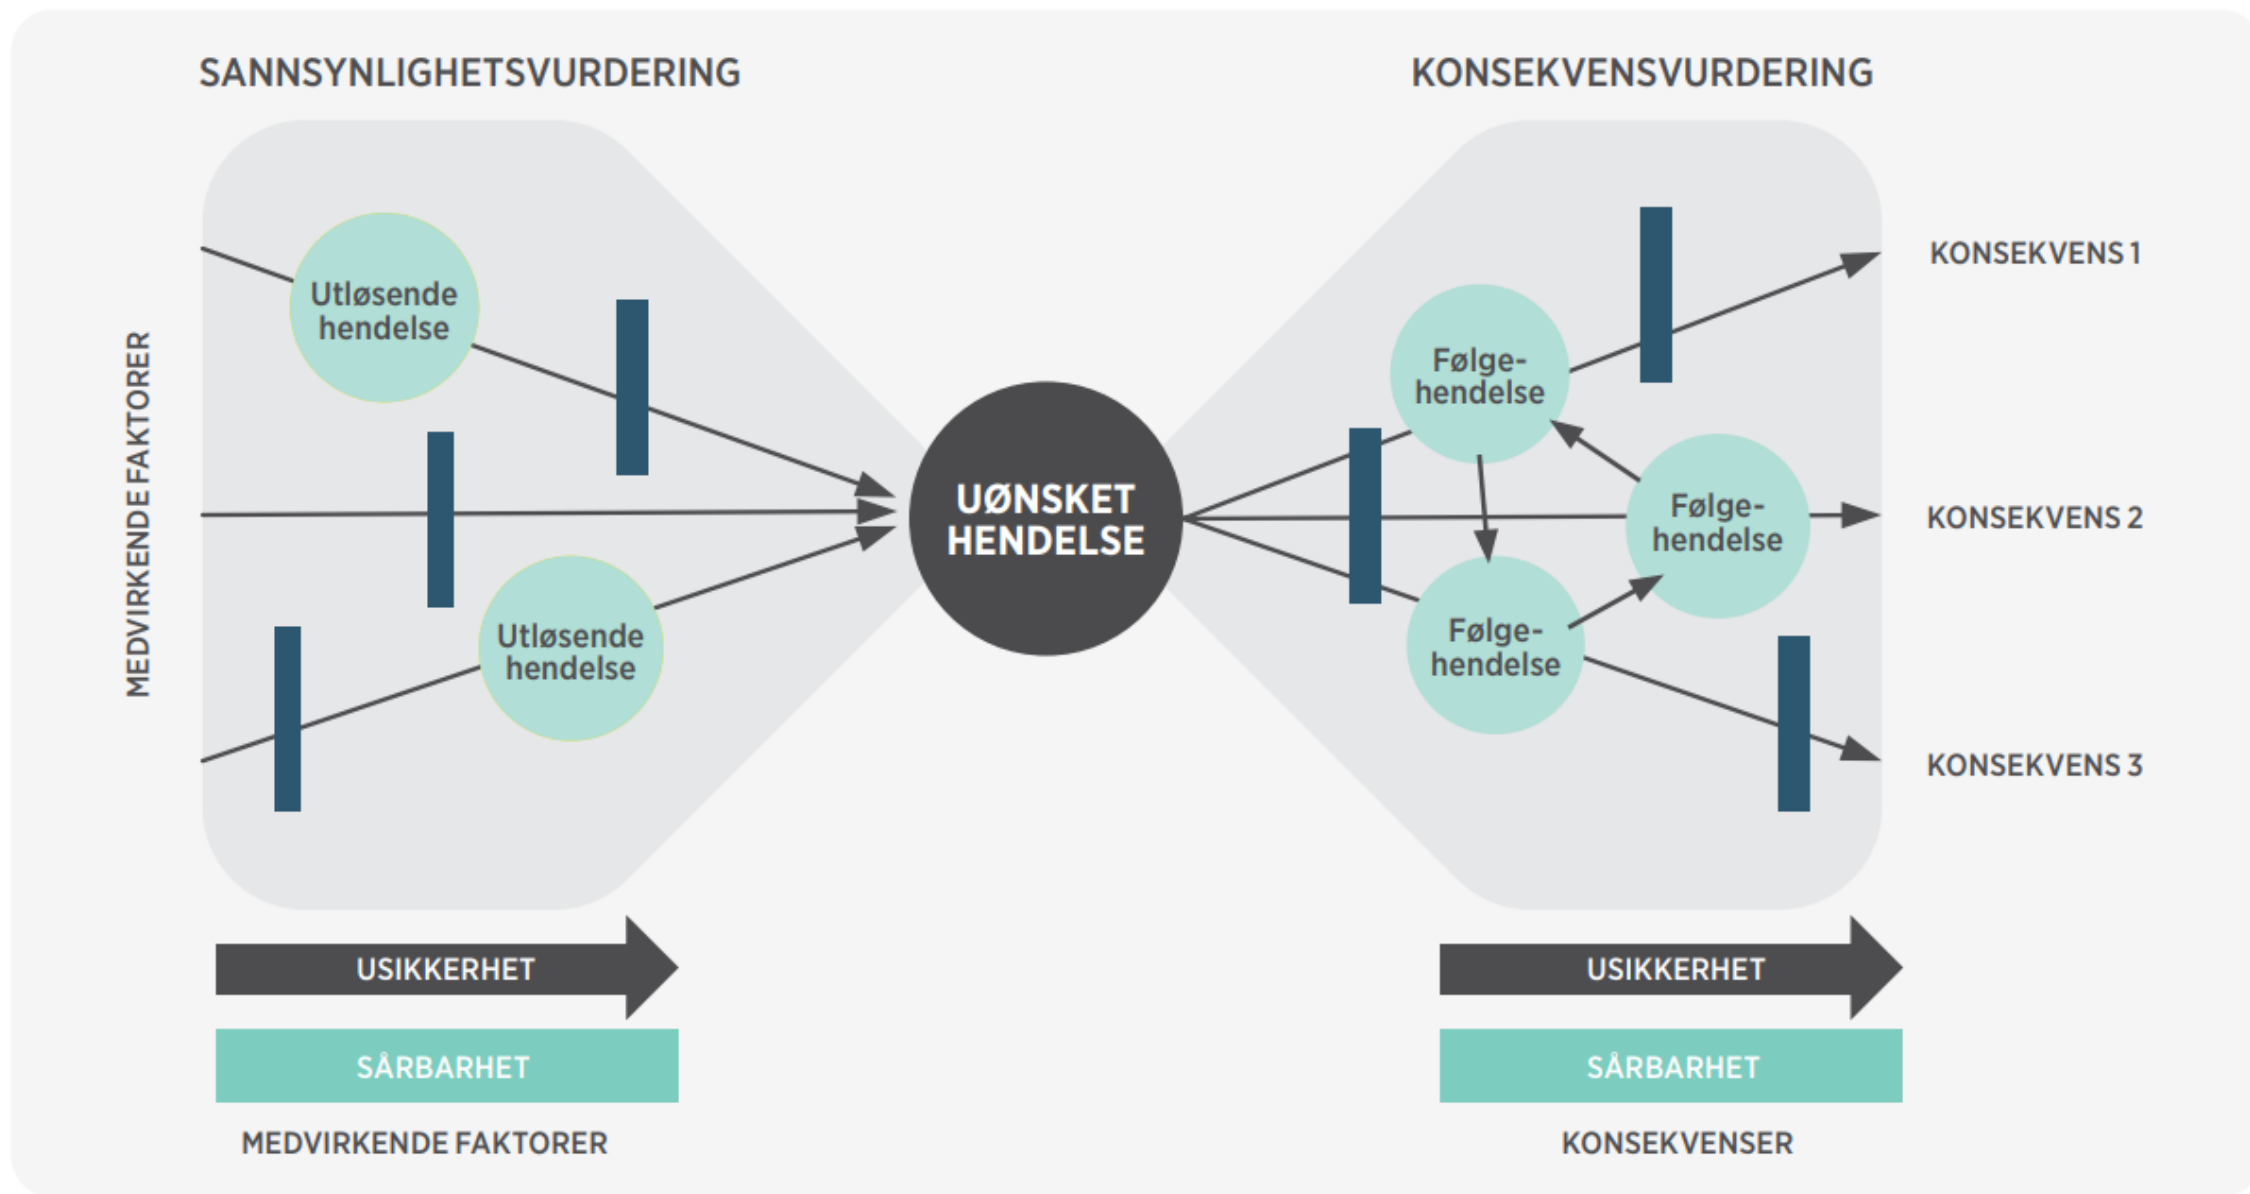 SANNSYNLIGHETSVURDERING
KONSEKVENSVURDERING
MEDVIRKENDE FAKTORER
Utløsende
hendelse
Utløsende
hendelse
UØNSKET
HENDELSE
Følge-
hendelse
Følge-
hendelse
Følge-
hendelse
KONSEKVENS 1
KONSEKVENS 2
KONSEKVENS 3
USIKKERHET
SÅRBARHET
MEDVIRKENDE FAKTORER
USIKKERHET
SÅRBARHET
KONSEKVENSER